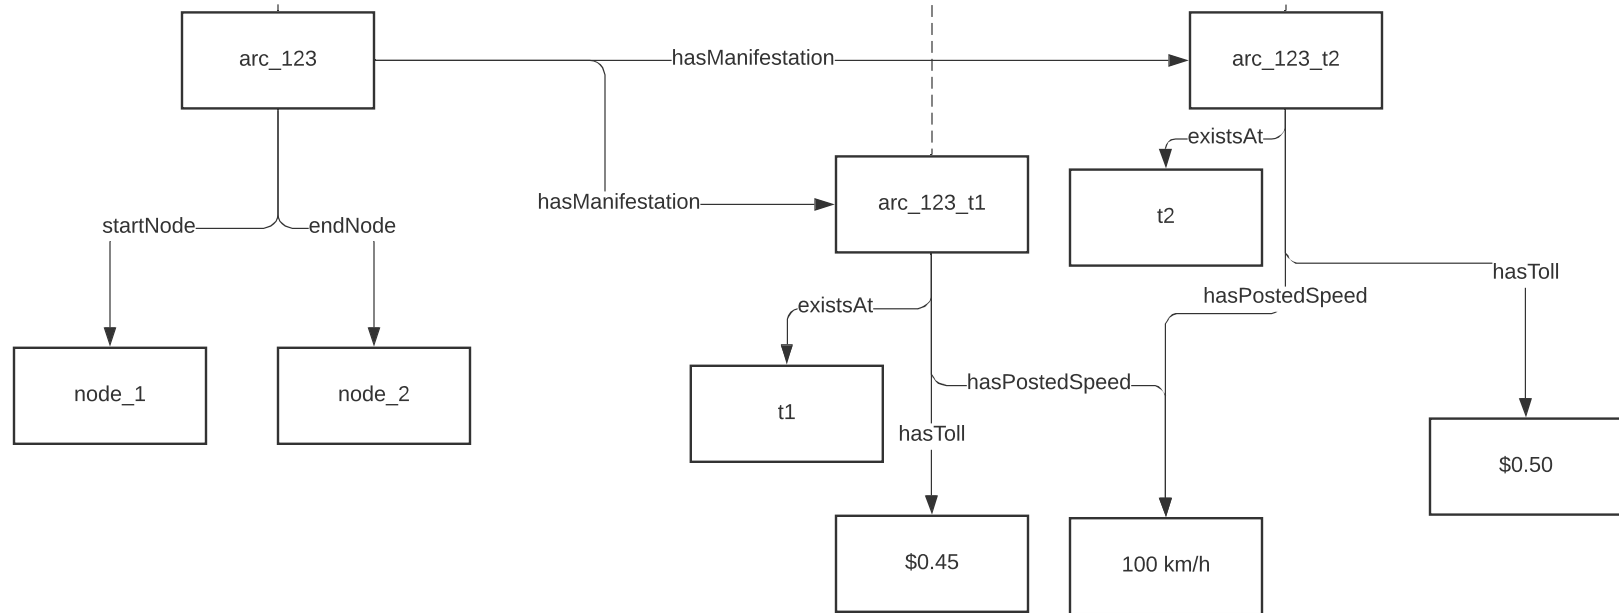 arc_123
hasManifestation
arc_123_t2
existsAt
hasManifestation
arc_123_t1
t2
startNode
endNode
hasToll
hasPostedSpeed
existsAt
node_1
node_2
t1
hasPostedSpeed
hasToll
$0.50
$0.45
100 km/h